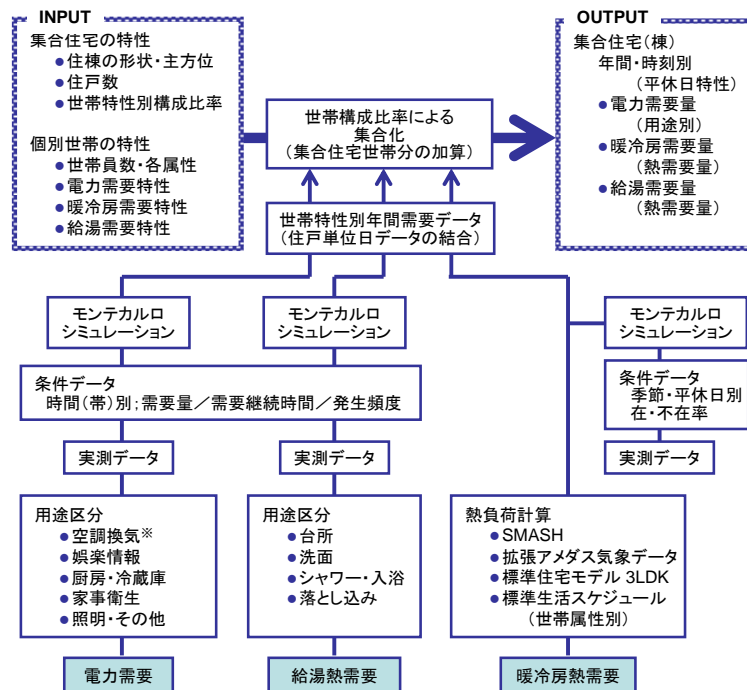 INPUT
集合住宅の特性
●住棟の形状・主方位
●住戸数
●世帯特性別構成比率
個別世帯の特性
●世帯員数・各属性
●電力需要特性
●暖冷房需要特性
●給湯需要特性
世帯構成比率による
集合化
(集合住宅世帯分の加算)
OUTPUT
集合住宅(棟)
年間・時刻別
(平休日特性)
●電力需要量
(用途別)
●暖冷房需要量
(熱需要量)
●給湯需要量
(熱需要量)
世帯特性別年間需要データ
(住戸単位日データの結合)
モンテカルロ
シミュレーション
モンテカルロ
シミュレーション
モンテカルロ
シミュレーション
条件データ
時間(帯)別;需要量／需要継続時間／発生頻度
条件データ
季節・平休日別
在・不在率
実測データ
実測データ
実測データ
用途区分
●空調換気※
●娯楽情報
●厨房・冷蔵庫
●家事衛生
●照明・その他
用途区分
●台所
●洗面
●シャワー・入浴
●落とし込み
熱負荷計算
●SMASH
●拡張アメダス気象データ
●標準住宅モデル 3LDK
●標準生活スケジュール
(世帯属性別)
電力需要
給湯熱需要
暖冷房熱需要